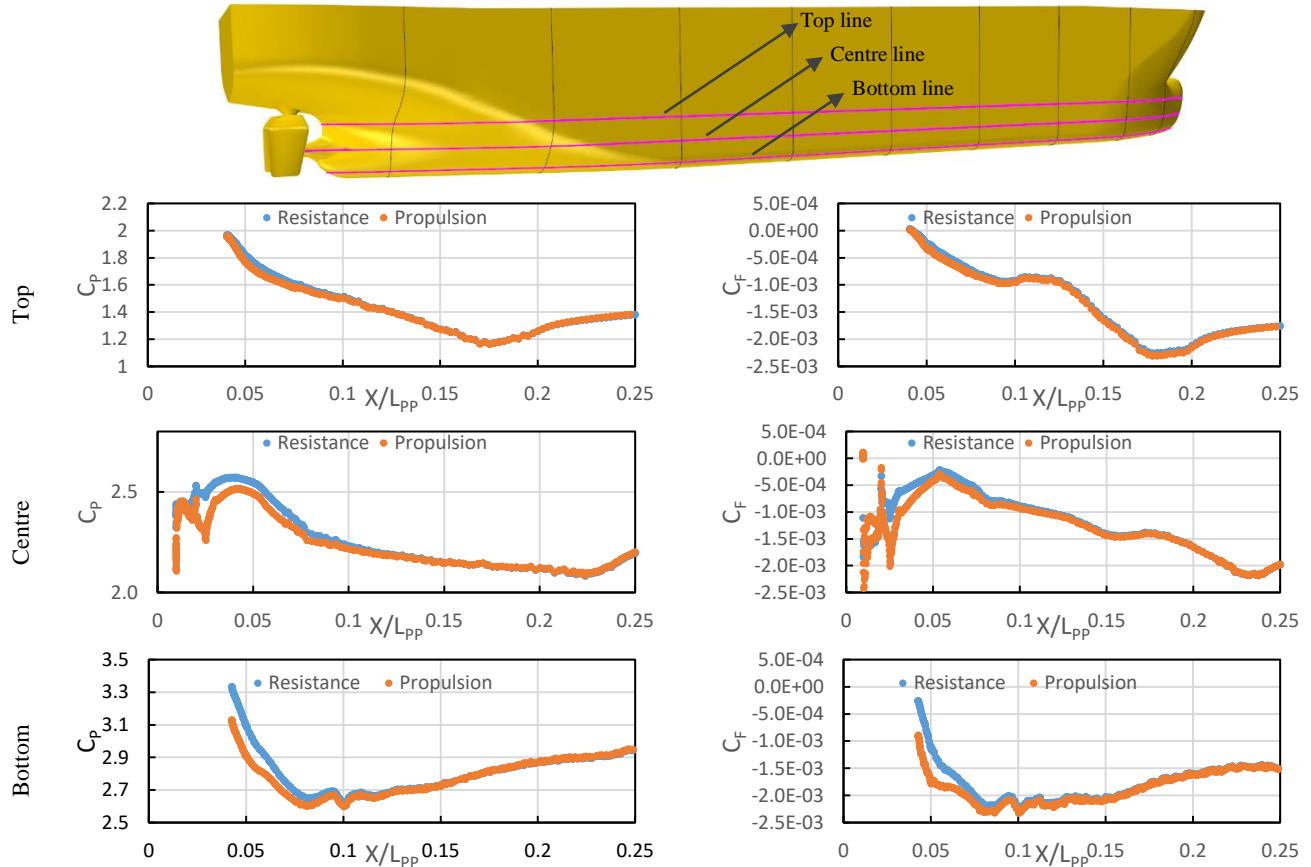 Top line
Centre line
Bottom line
Top
2.2
2
1.8
1.6
1.4
1.2
1
C_P
Resistance Propulsion
0 0.05 0.1 0.15 0.2 0.25
X/L_PP
5.0E-04
0.0E+00
-5.0E-04
-1.0E-03
-1.5E-03
-2.0E-03
-2.5E-03
C_F
Resistance Propulsion
0 0.05 0.1 0.15 0.2 0.25
X/L_PP
Centre
2.5
2.0
C_P
Resistance Propulsion
0 0.05 0.1 0.15 0.2 0.25
X/L_PP
5.0E-04
0.0E+00
-5.0E-04
-1.0E-03
-1.5E-03
-2.0E-03
-2.5E-03
C_F
Resistance Propulsion
0 0.05 0.1 0.15 0.2 0.25
X/L_PP
Bottom
3.5
3.3
3.1
2.9
2.7
2.5
C_P
Resistance Propulsion
0 0.05 0.1 0.15 0.2 0.25
X/L_PP
5.0E-04
0.0E+00
-5.0E-04
-1.0E-03
-1.5E-03
-2.0E-03
-2.5E-03
C_F
Resistance Propulsion
0 0.05 0.1 0.15 0.2 0.25
X/L_PP